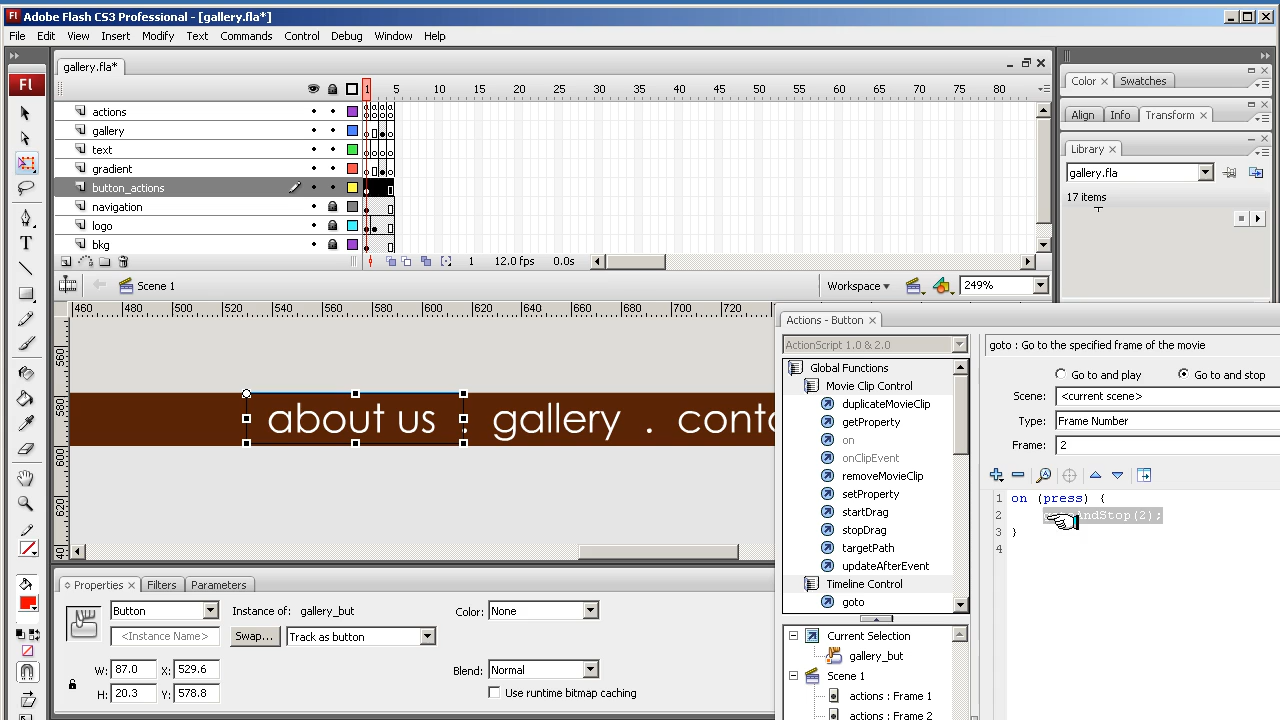 Adobe Flash CS3 Professional - [gallery.fla*]
File Edit View Insert Modify Text Commands Control Debug Window Help
gallery.fla*
1 5 10 15 20 25 30 35 40 45 50 55 60 65 70 75 80
actions
gallery
text
gradient
button_actions
navigation
logo
bkg
1 12.0 fps 0.0s
Scene 1
Workspace
249%
460 480 500 520 540 560 580 600 620 640 660 680 700 720
560
580
600
620
40
about us gallery . conta
Properties Filters Parameters
Button
Instance of: gallery_but
Color: None
<Instance Name>
Swap...
Track as button
W: 87.0 X: 529.6
H: 20.3 Y: 578.8
Blend: Normal
Use runtime bitmap caching
Fl
T
Color Swatches
Align Info Transform
Library
gallery.fla
17 items
Actions - Button
ActionScript 1.0 & 2.0
Global Functions
Movie Clip Control
duplicateMovieClip
getProperty
on
onClipEvent
removeMovieClip
setProperty
startDrag
stopDrag
targetPath
updateAfterEvent
Timeline Control
goto
Current Selection
gallery_but
Scene 1
actions : Frame 1
actions : Frame 2
goto : Go to the specified frame of the movie
Go to and play Go to and stop
Scene: <current scene>
Type: Frame Number
Frame: 2
1 on (press) {
2 AndStop(2);
3 }
4